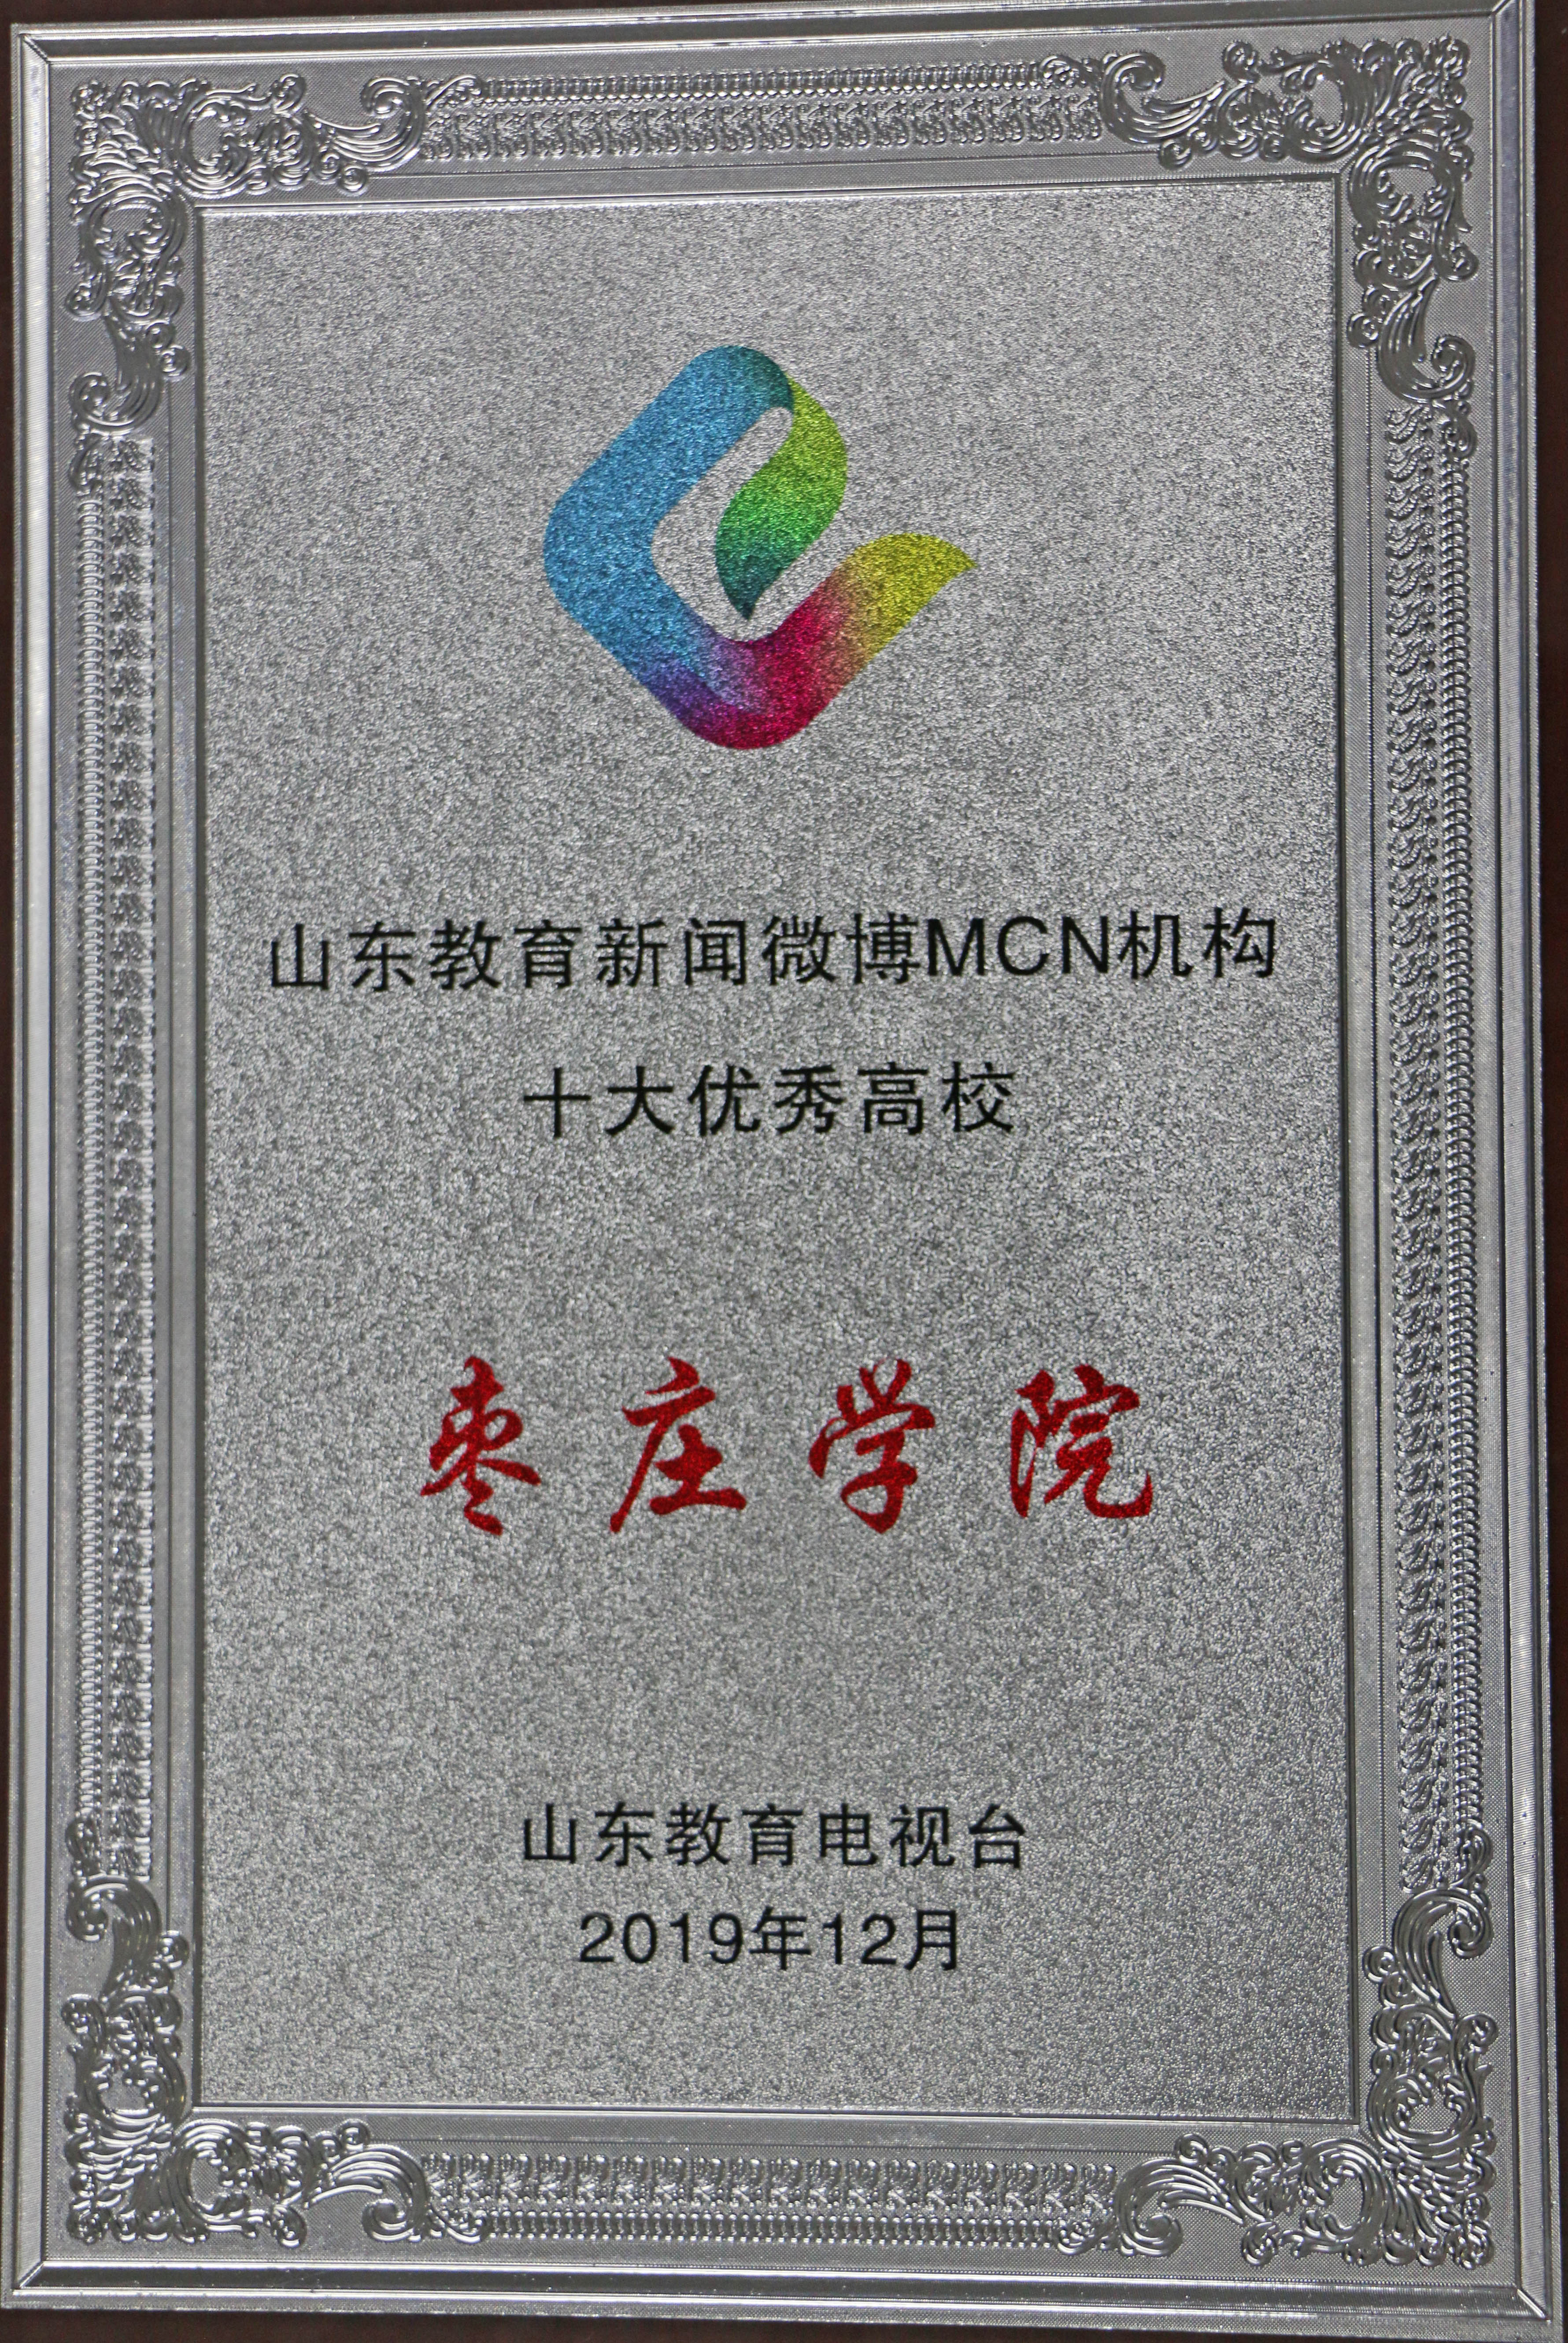 山东教育新闻微博MCN机构
十大优秀高校
枣庄学院
山东教育电视台
2019年12月